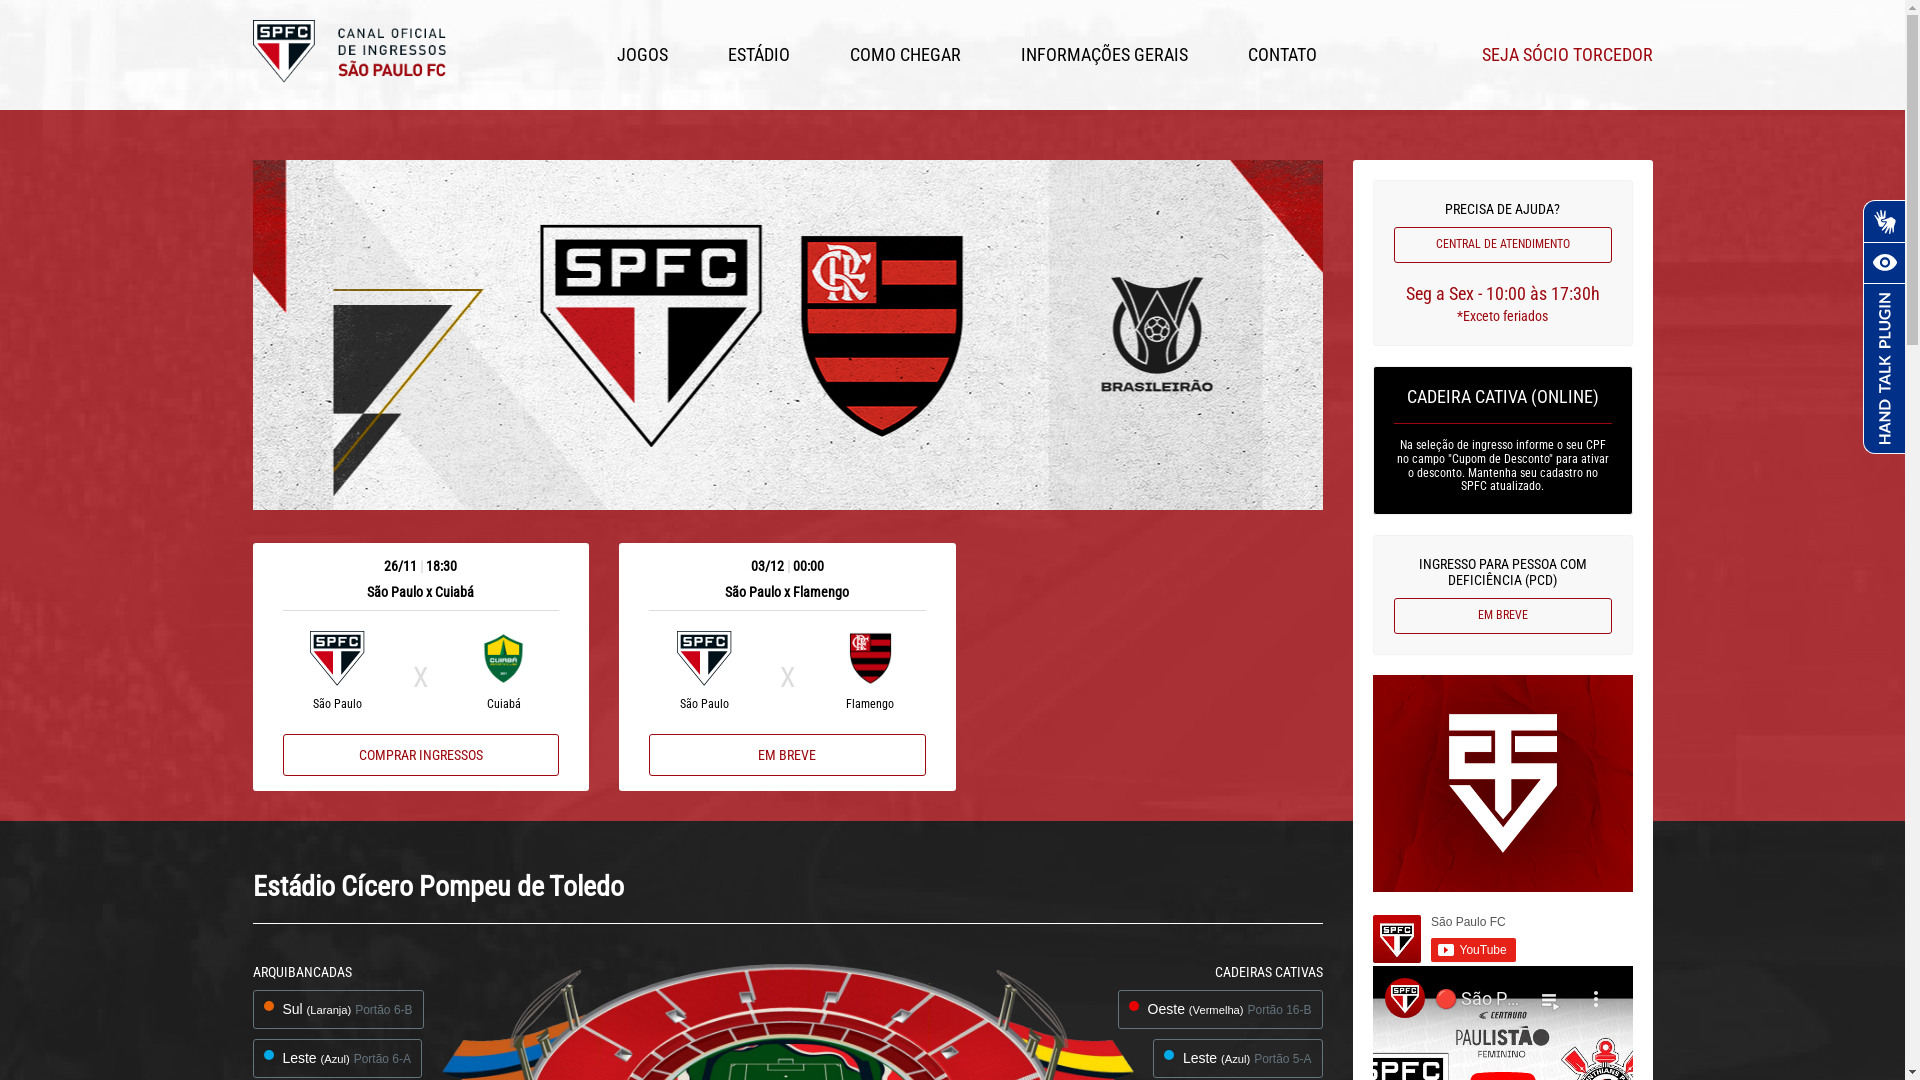 SPFC
CANAL OFICIAL
DE INGRESSOS
SÃO PAULO FC
JOGOS
ESTÁDIO
COMO CHEGAR
INFORMAÇÕES GERAIS
CONTATO
SEJA SÓCIO TORCEDOR
SPFC
CRF
BRASILEIRÃO
26/11 | 18:30
São Paulo x Cuiabá
SPFC
X
CUIABÁ
São Paulo
Cuiabá
COMPRAR INGRESSOS
03/12 | 00:00
São Paulo x Flamengo
SPFC
X
São Paulo
Flamengo
EM BREVE
PRECISA DE AJUDA?
CENTRAL DE ATENDIMENTO
Seg a Sex - 10:00 às 17:30h
*Exceto feriados
CADEIRA CATIVA (ONLINE)
Na seleção de ingresso informe o seu CPF
no campo "Cupom de Desconto" para ativar
o desconto. Mantenha seu cadastro no
SPFC atualizado.
INGRESSO PARA PESSOA COM
DEFICIÊNCIA (PCD)
EM BREVE
HAND TALK PLUGIN
Estádio Cícero Pompeu de Toledo
ARQUIBANCADAS
Sul (Laranja) Portão 6-B
Leste (Azul) Portão 6-A
CADEIRAS CATIVAS
Oeste (Vermelha) Portão 16-B
Leste (Azul) Portão 5-A
SPFC
São Paulo FC
YouTube
SPFC
São P...
CENTAURO
PAULISTÃO
FEMININO
SPFC